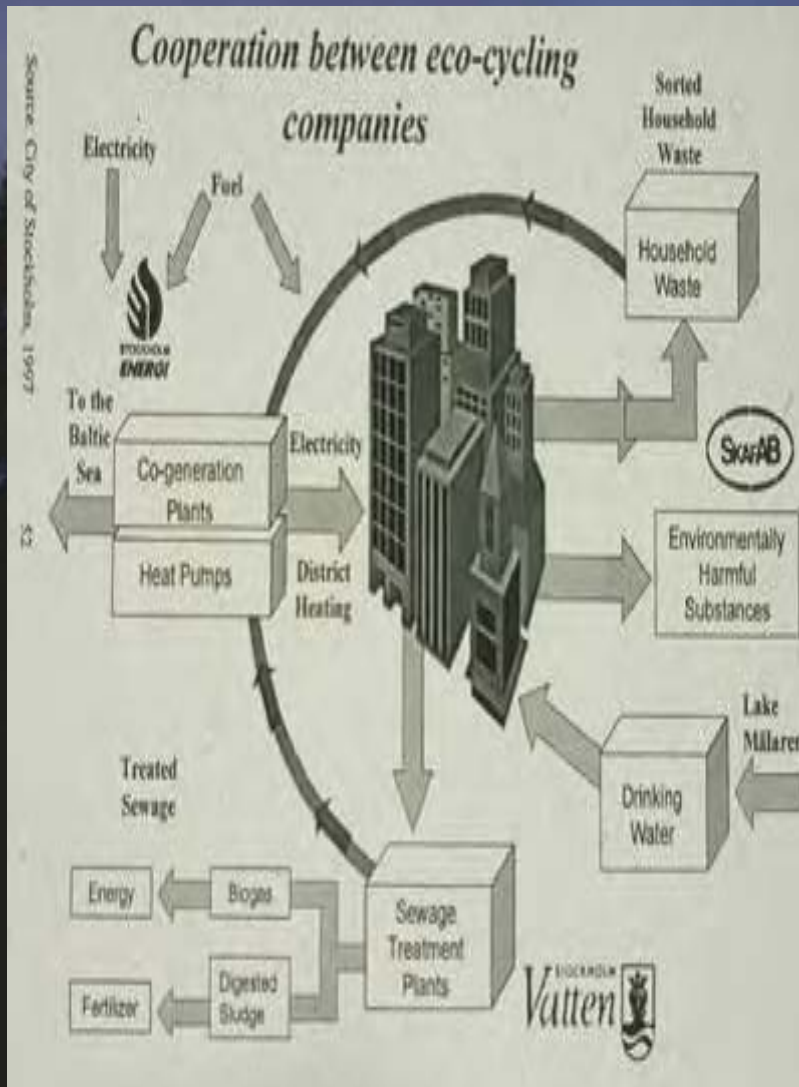 Cooperation between eco-cycling
companies
Source: City of Stockholm, 1997
52
Electricity
Fuel
Sorted
Household
Waste
Household
Waste
STOCKHOLM
ENERGI
To the
Baltic
Sea
Co-generation
Plants
Heat Pumps
Electricity
District
Heating
SKAFAB
Environmentally
Harmful
Substances
Lake
Mälaren
Drinking
Water
Treated
Sewage
Energy
Biogas
Fertilizer
Digested
Sludge
Sewage
Treatment
Plants
STOCKHOLM
Vatten